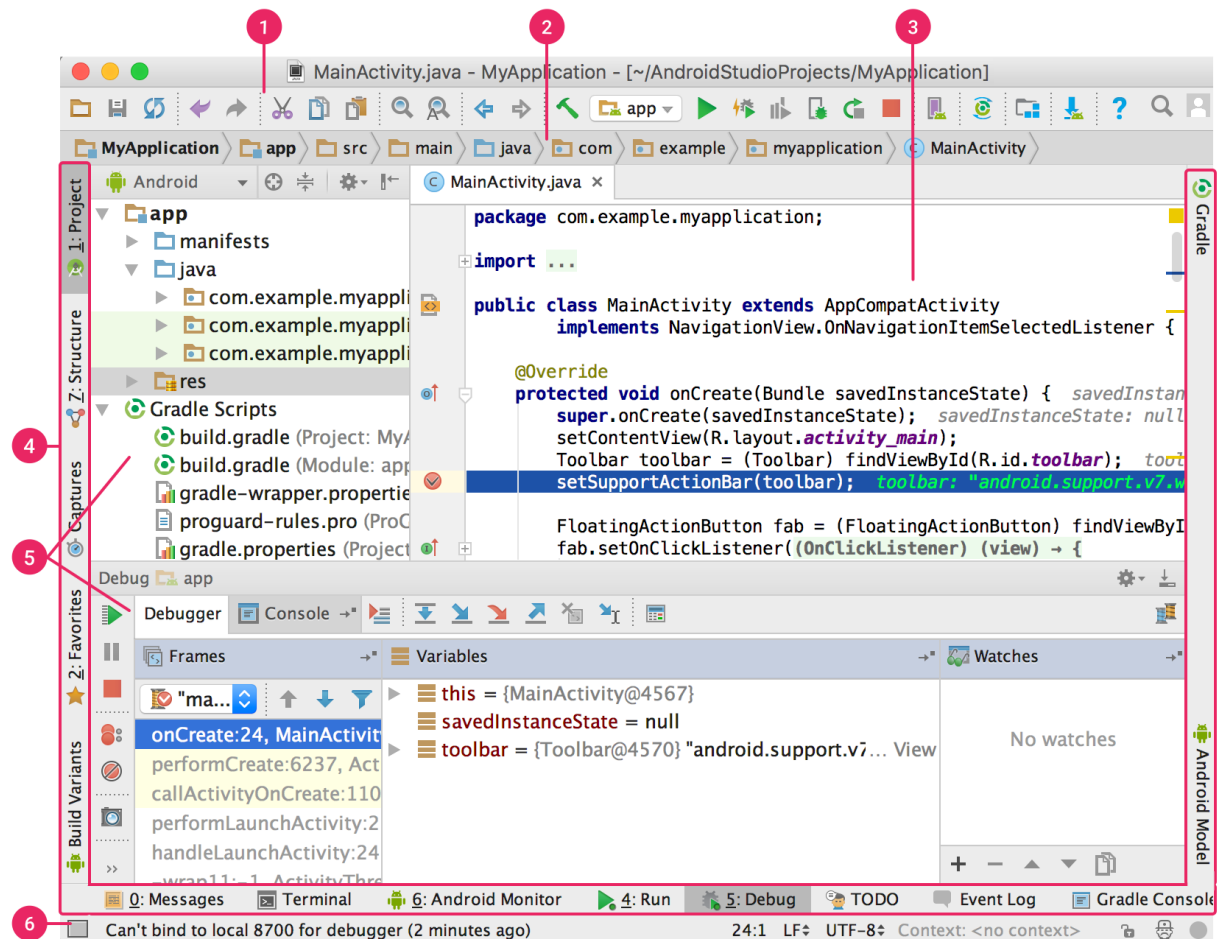 1
2
3
MainActivity.java - MyApplication - [~/AndroidStudioProjects/MyApplication]
app
?
MyApplication app src main java com example myapplication MainActivity
1: Project
Z: Structure
Captures
2: Favorites
Build Variants
4
5
6
Android
app
manifests
java
com.example.myappli
com.example.myappli
com.example.myappli
res
Gradle Scripts
build.gradle (Project: MyA
build.gradle (Module: app
gradle-wrapper.propertie
proguard-rules.pro (ProC
gradle.properties (Project
MainActivity.java ×
package com.example.myapplication;
import ...
public class MainActivity extends AppCompatActivity
implements NavigationView.OnNavigationItemSelectedListener {
@Override
protected void onCreate(Bundle savedInstanceState) { savedInstan
super.onCreate(savedInstanceState); savedInstanceState: null
setContentView(R.layout.activity_main);
Toolbar toolbar = (Toolbar) findViewById(R.id.toolbar); tool
setSupportActionBar(toolbar); toolbar: "android.support.v7.w
FloatingActionButton fab = (FloatingActionButton) findViewByI
fab.setOnClickListener((OnClickListener) (view) → {
Gradle
Android Model
Debug app
Debugger Console
Frames
"ma...
onCreate:24, MainActivit
performCreate:6237, Act
callActivityOnCreate:110
performLaunchActivity:2
handleLaunchActivity:24
-wrap11:-1, ActivityThre
Variables
this = {MainActivity@4567}
savedInstanceState = null
toolbar = {Toolbar@4570} "android.support.v7... View
Watches
No watches
0: Messages Terminal 6: Android Monitor 4: Run 5: Debug TODO Event Log Gradle Console
Can't bind to local 8700 for debugger (2 minutes ago) 24:1 LF UTF-8 Context: <no context>